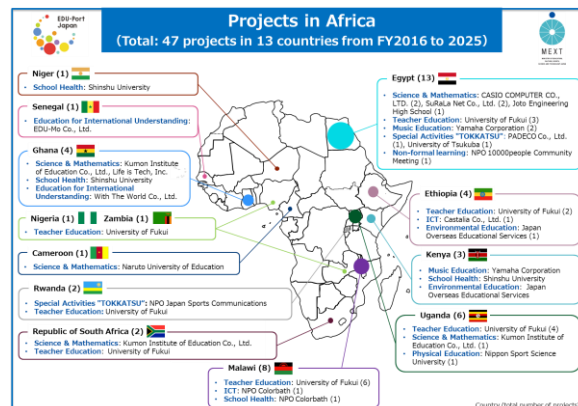 EDU-Port
Japan
Projects in Africa
(Total: 47 projects in 13 countries from FY2016 to 2025)
MEXT
Niger (1)
• School Health: Shinshu University
Senegal (1)
• Education for International Understanding:
EDU-Mo Co., Ltd.
Ghana (4)
• Science & Mathematics: Kumon Institute
of Education Co., Ltd., Life is Tech, Inc.
• School Health: Shinshu University
• Education for International
Understanding: With The World Co., Ltd.
Nigeria (1) Zambia (1)
• Teacher Education: University of Fukui
Cameroon (1)
• Science & Mathematics: Naruto University of Education
Rwanda (2)
• Special Activities "TOKKATSU": NPO Japan Sports Communications
• Teacher Education: University of Fukui
Republic of South Africa (2)
• Science & Mathematics: Kumon Institute of Education Co., Ltd.
• Teacher Education: University of Fukui
Malawi (8)
• Teacher Education: University of Fukui (6)
• ICT: NPO Colorbath (1)
• School Health: NPO Colorbath (1)
Egypt (13)
• Science & Mathematics: CASIO COMPUTER CO.,
LTD. (2), SuRaLa Net Co., Ltd. (2), Joto Engineering
High School (1)
• Teacher Education: University of Fukui (3)
• Music Education: Yamaha Corporation (2)
• Special Activities "TOKKATSU": PADECO Co., Ltd.
(1), University of Tsukuba (1)
• Non-formal learning: NPO 10000people Community
Meeting (1)
Ethiopia (4)
• Teacher Education: University of Fukui (2)
• ICT: Castalia Co., Ltd. (1)
• Environmental Education: Japan
Overseas Educational Services (1)
Kenya (3)
• Music Education: Yamaha Corporation
• School Health: Shinshu University
• Environmental Education: Japan
Overseas Educational Services
Uganda (6)
• Teacher Education: University of Fukui (4)
• Science & Mathematics: Kumon Institute of
Education Co., Ltd. (1)
• Physical Education: Nippon Sport Science
University (1)
Country (total number of projects)